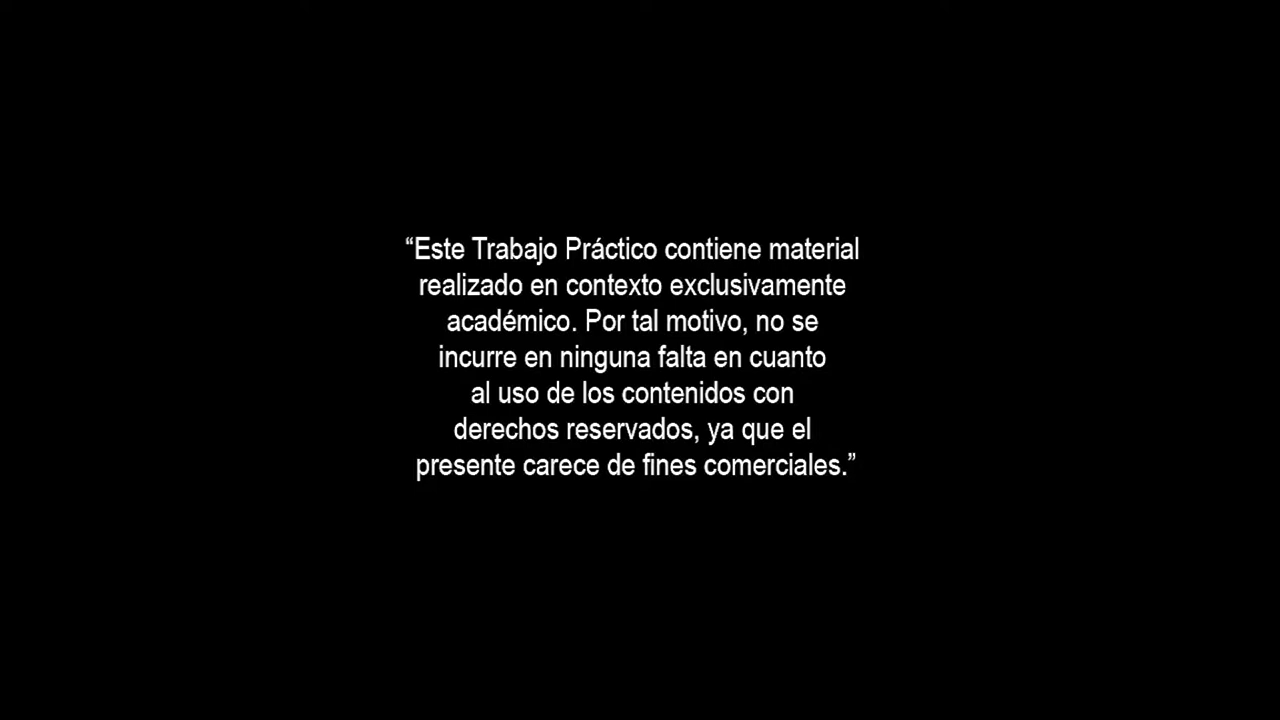 “Este Trabajo Práctico contiene material
realizado en contexto exclusivamente
académico. Por tal motivo, no se
incurre en ninguna falta en cuanto
al uso de los contenidos con
derechos reservados, ya que el
presente carece de fines comerciales.”